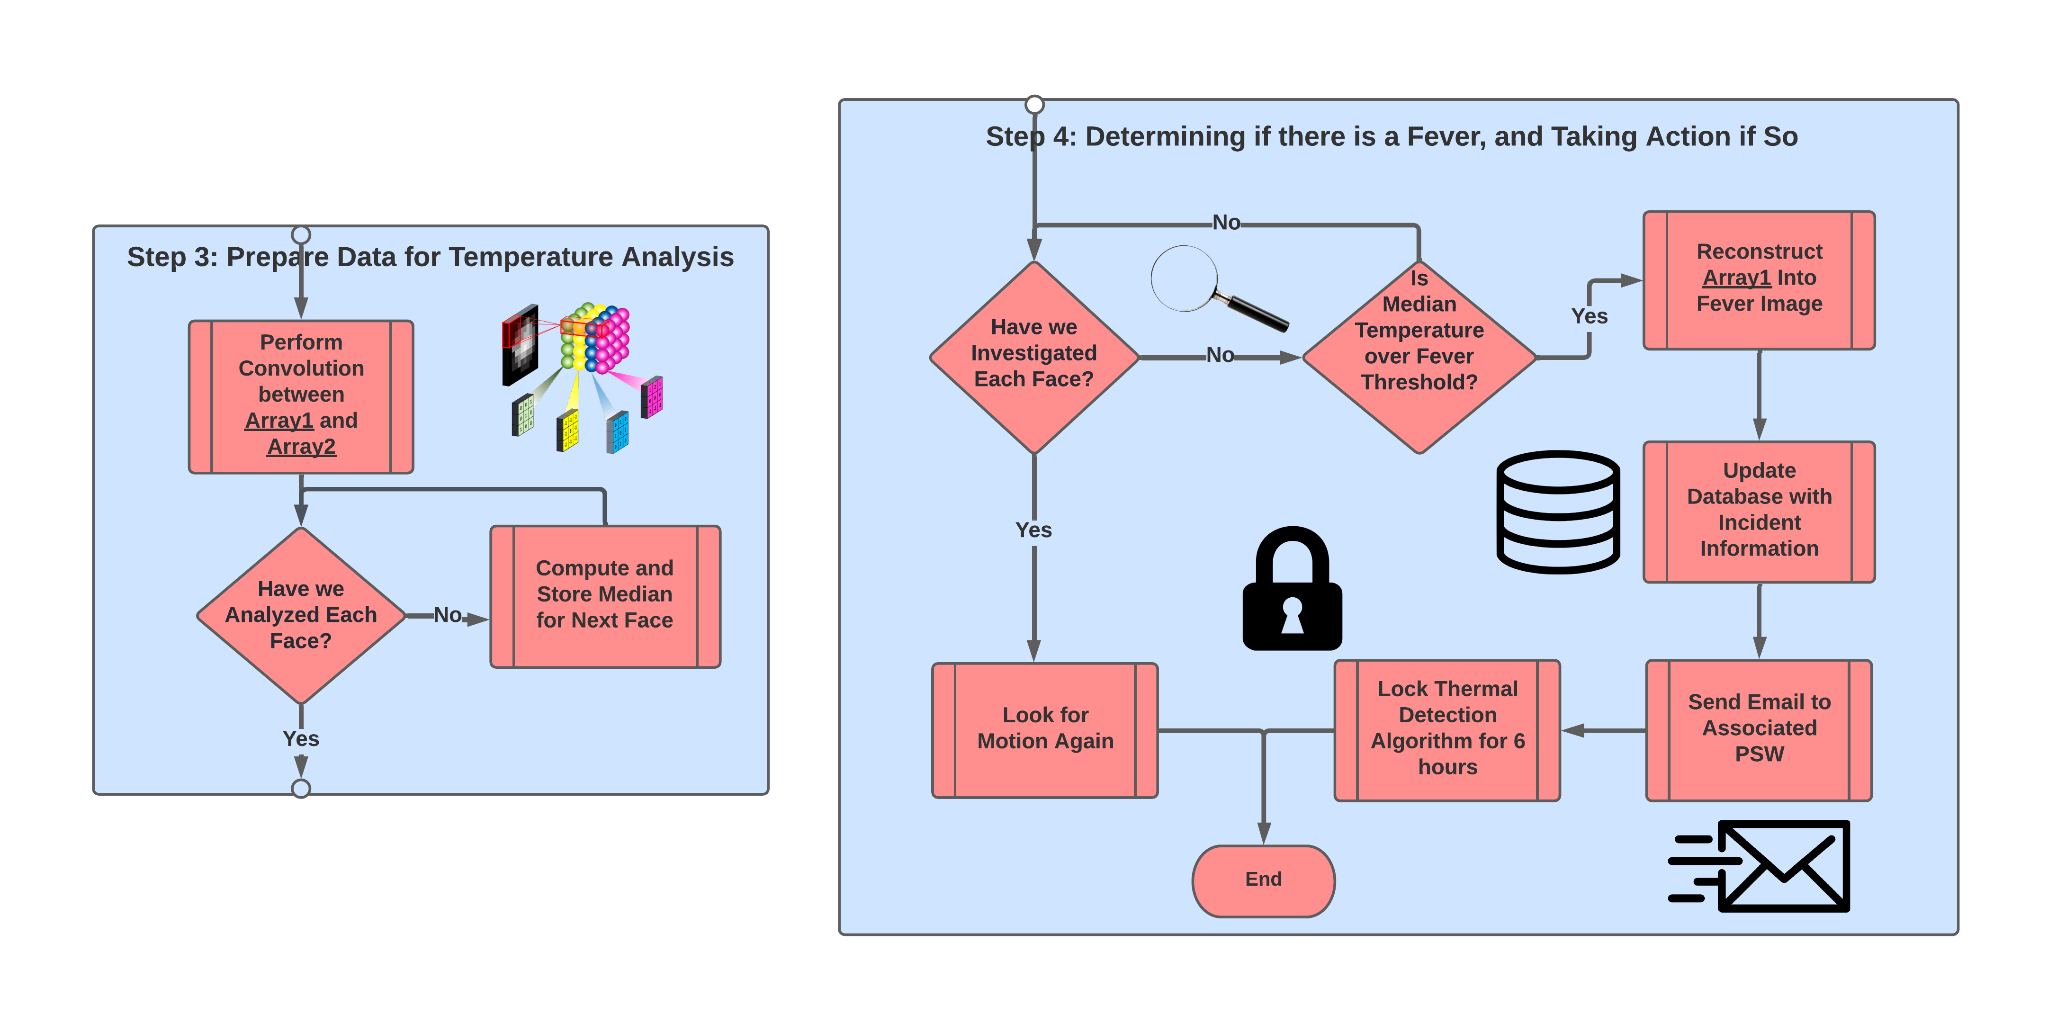 Step 3: Prepare Data for Temperature Analysis
Perform
Convolution
between
Array1 and
Array2
Have we
Analyzed Each
Face?
No
Compute and
Store Median
for Next Face
Yes
Step 4: Determining if there is a Fever, and Taking Action if So
No
Have we
Investigated
Each Face?
No
Is
Median
Temperature
over Fever
Threshold?
Yes
Reconstruct
Array1 Into
Fever Image
Update
Database with
Incident
Information
Yes
Look for
Motion Again
Lock Thermal
Detection
Algorithm for 6
hours
Send Email to
Associated
PSW
End